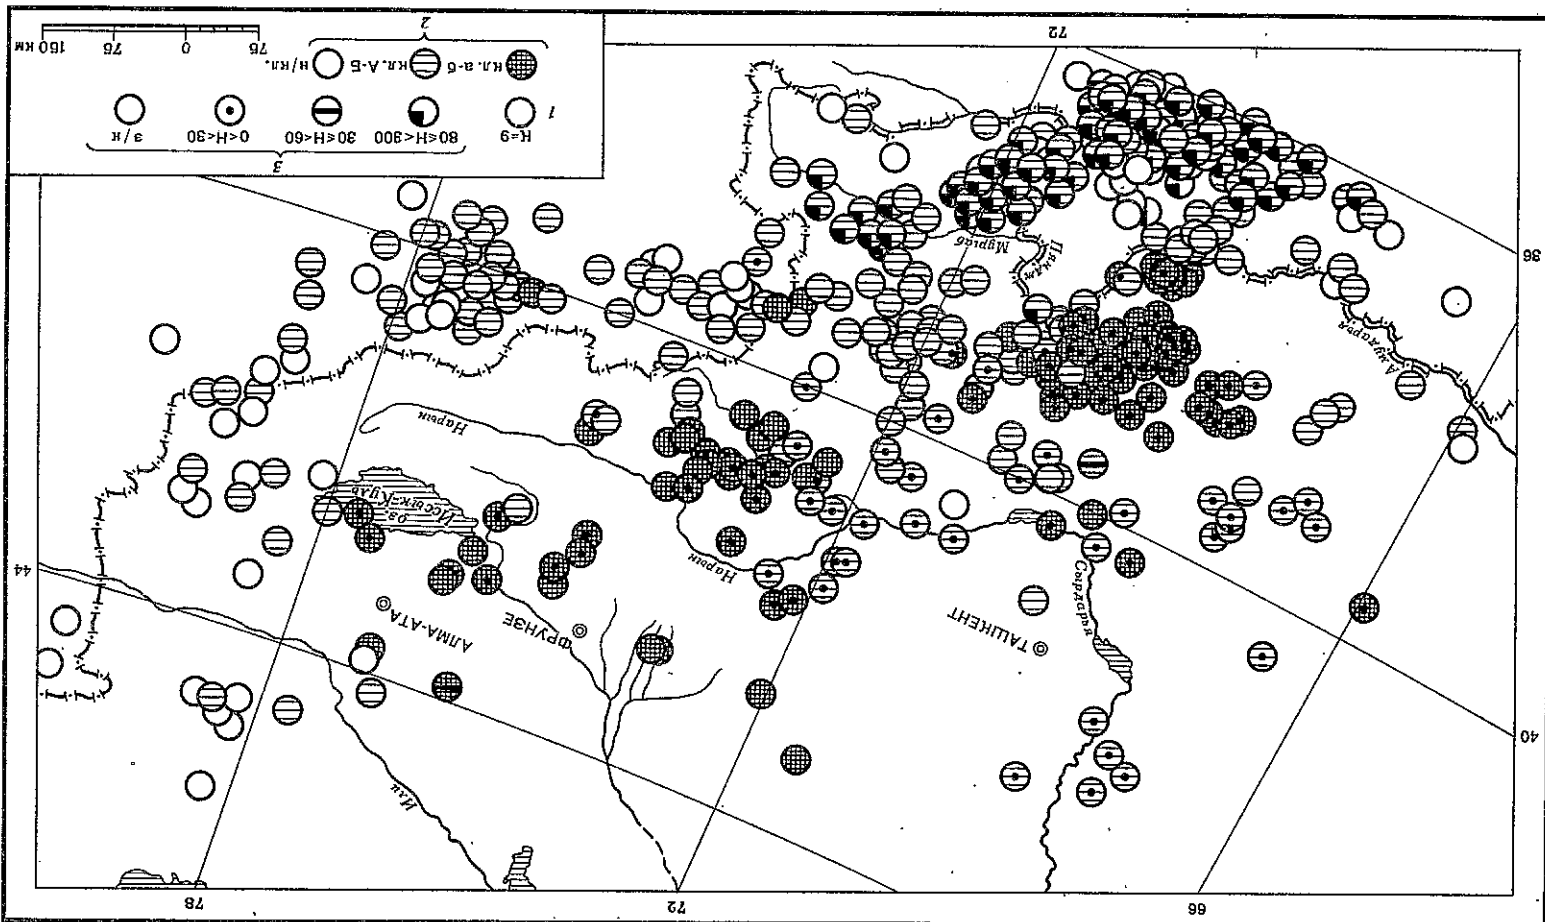 66
72
78
Сырдарья
Или
ТАШКЕНТ
ФРУНЗЕ
АЛМА-АТА
40
44
Нарын
оз.
Иссык-Куль
Нарын
Амударья
36
Пяндж
Мургаб
72
3
К=9
80<H<300
30<H<60
0<H<30
1
кл. а-б
кл. А-Б
н/кл.
2
75
0
75
150 км